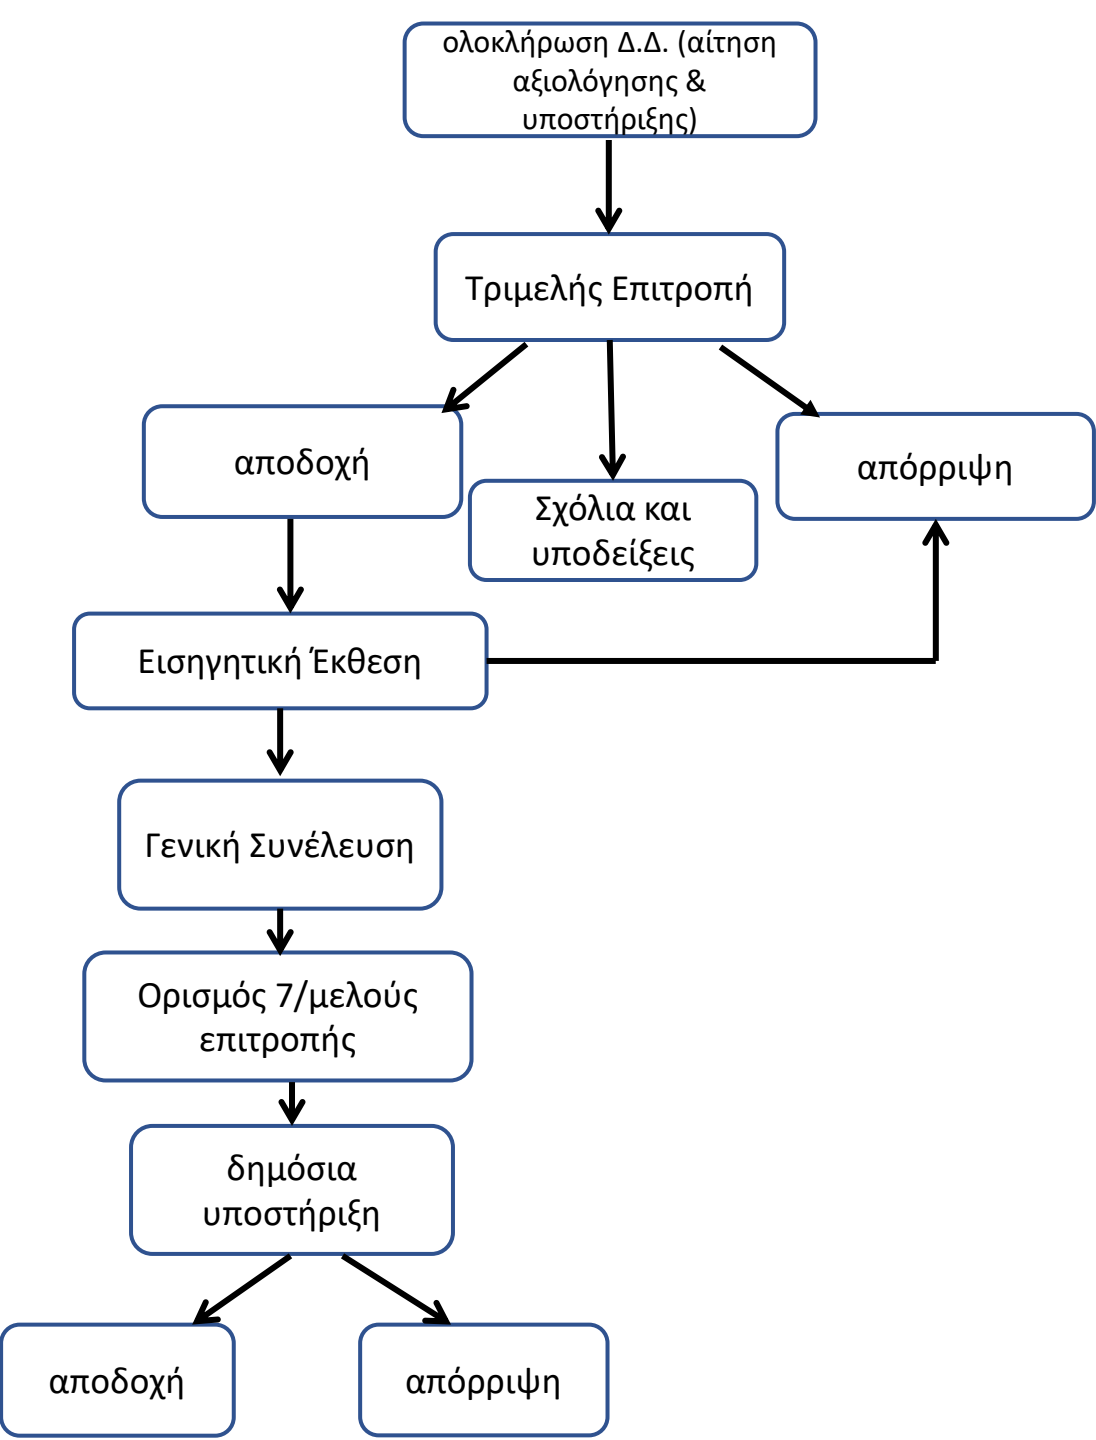 ολοκλήρωση Δ.Δ. (αίτηση
αξιολόγησης &
υποστήριξης)
Τριμελής Επιτροπή
αποδοχή
απόρριψη
Σχόλια και
υποδείξεις
Εισηγητική Έκθεση
Γενική Συνέλευση
Ορισμός 7/μελούς
επιτροπής
δημόσια
υποστήριξη
αποδοχή
απόρριψη